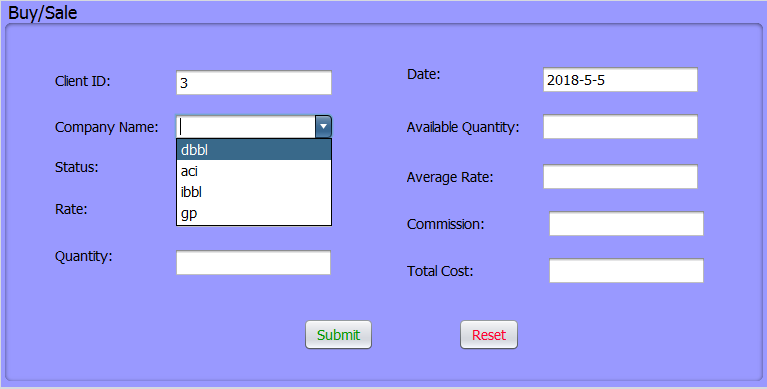 Buy/Sale
Client ID: 3
Date: 2018-5-5
Company Name:
dbbl
aci
ibbl
gp
Available Quantity:
Status:
Average Rate:
Rate:
Commission:
Quantity:
Total Cost:
Submit
Reset